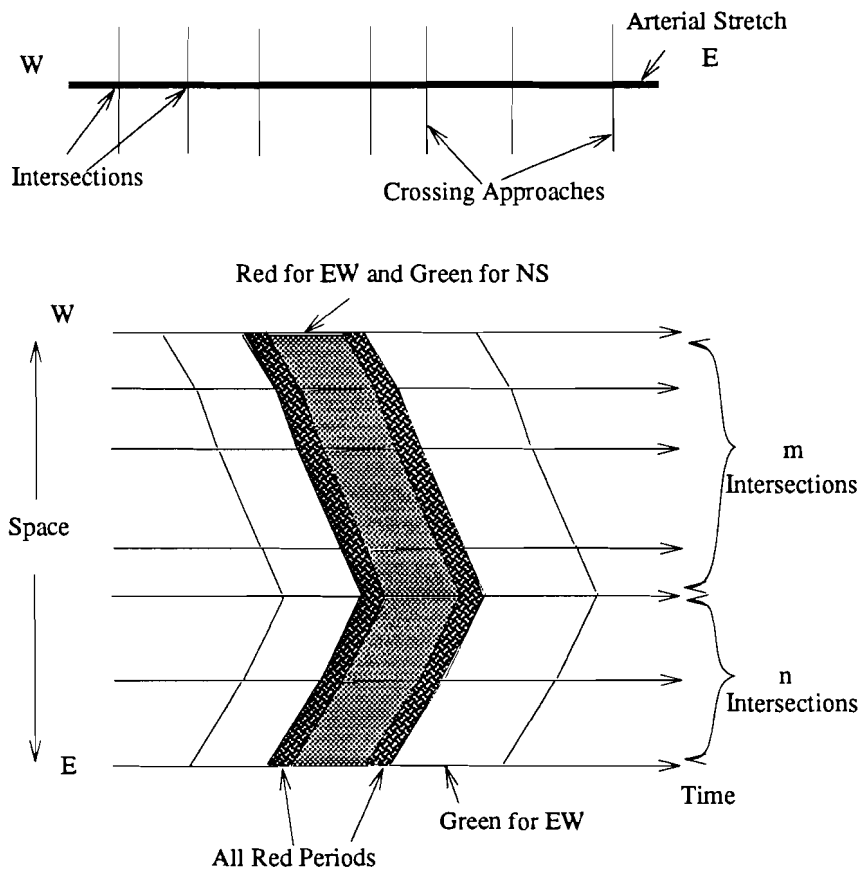 Arterial Stretch
W
E
Intersections
Crossing Approaches
Red for EW and Green for NS
W
m
Intersections
Space
n
Intersections
E
Time
Green for EW
All Red Periods